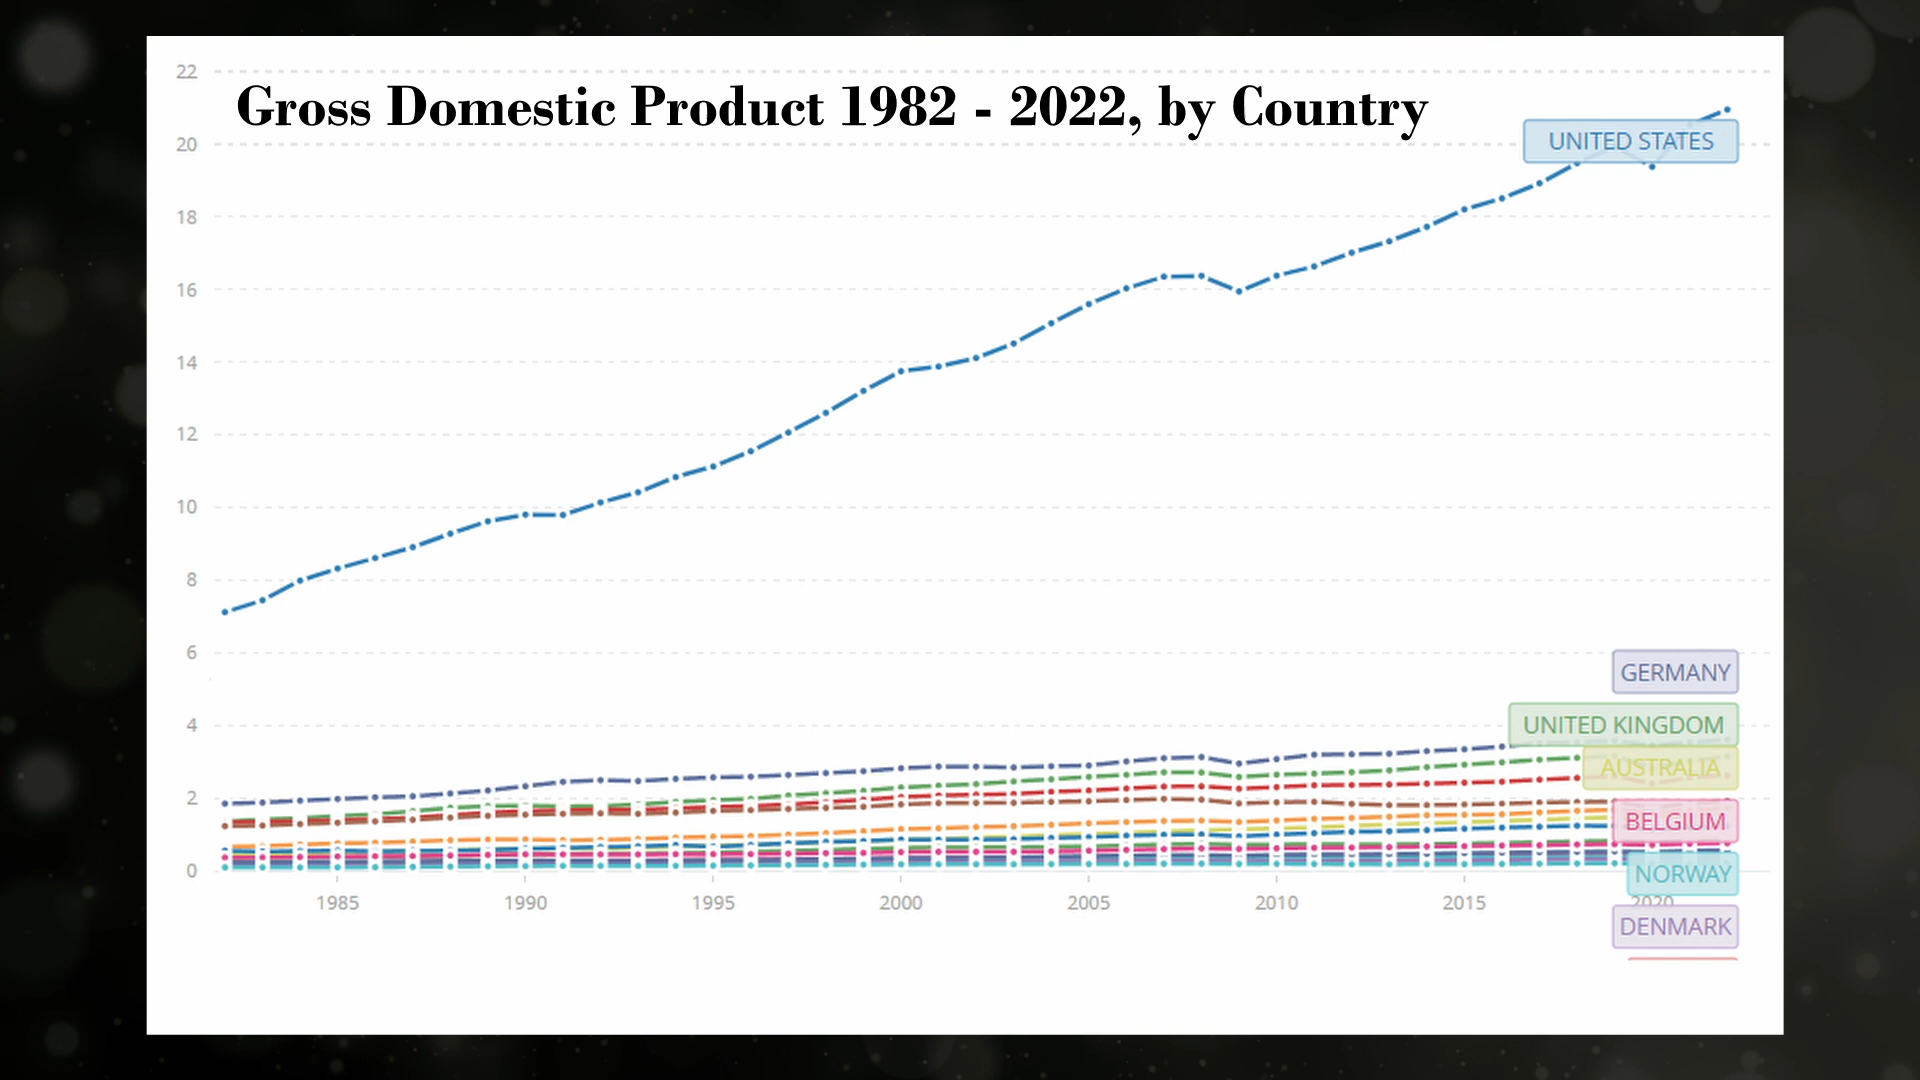 22
Gross Domestic Product 1982 - 2022, by Country
20
UNITED STATES
18
16
14
12
10
8
6
GERMANY
4
UNITED KINGDOM
AUSTRALIA
2
BELGIUM
0
NORWAY
1985 1990 1995 2000 2005 2010 2015 2020
DENMARK